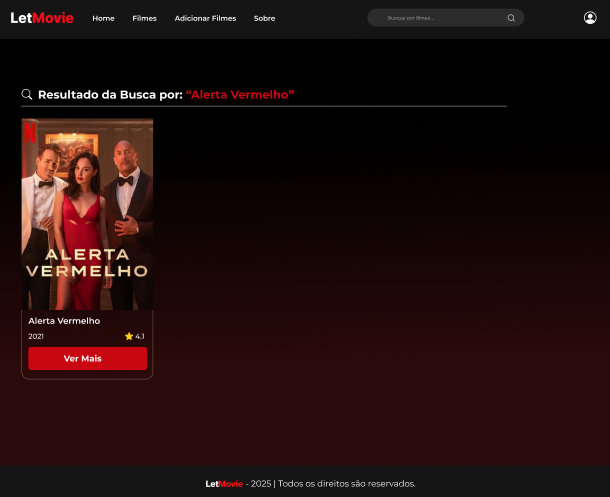 LetMovie Home Filmes Adicionar Filmes Sobre Busque por filmes...
Resultado da Busca por: “Alerta Vermelho”
N
ALERTA
VERMELHO
Alerta Vermelho
2021 4.1
Ver Mais
LetMovie - 2025 | Todos os direitos são reservados.